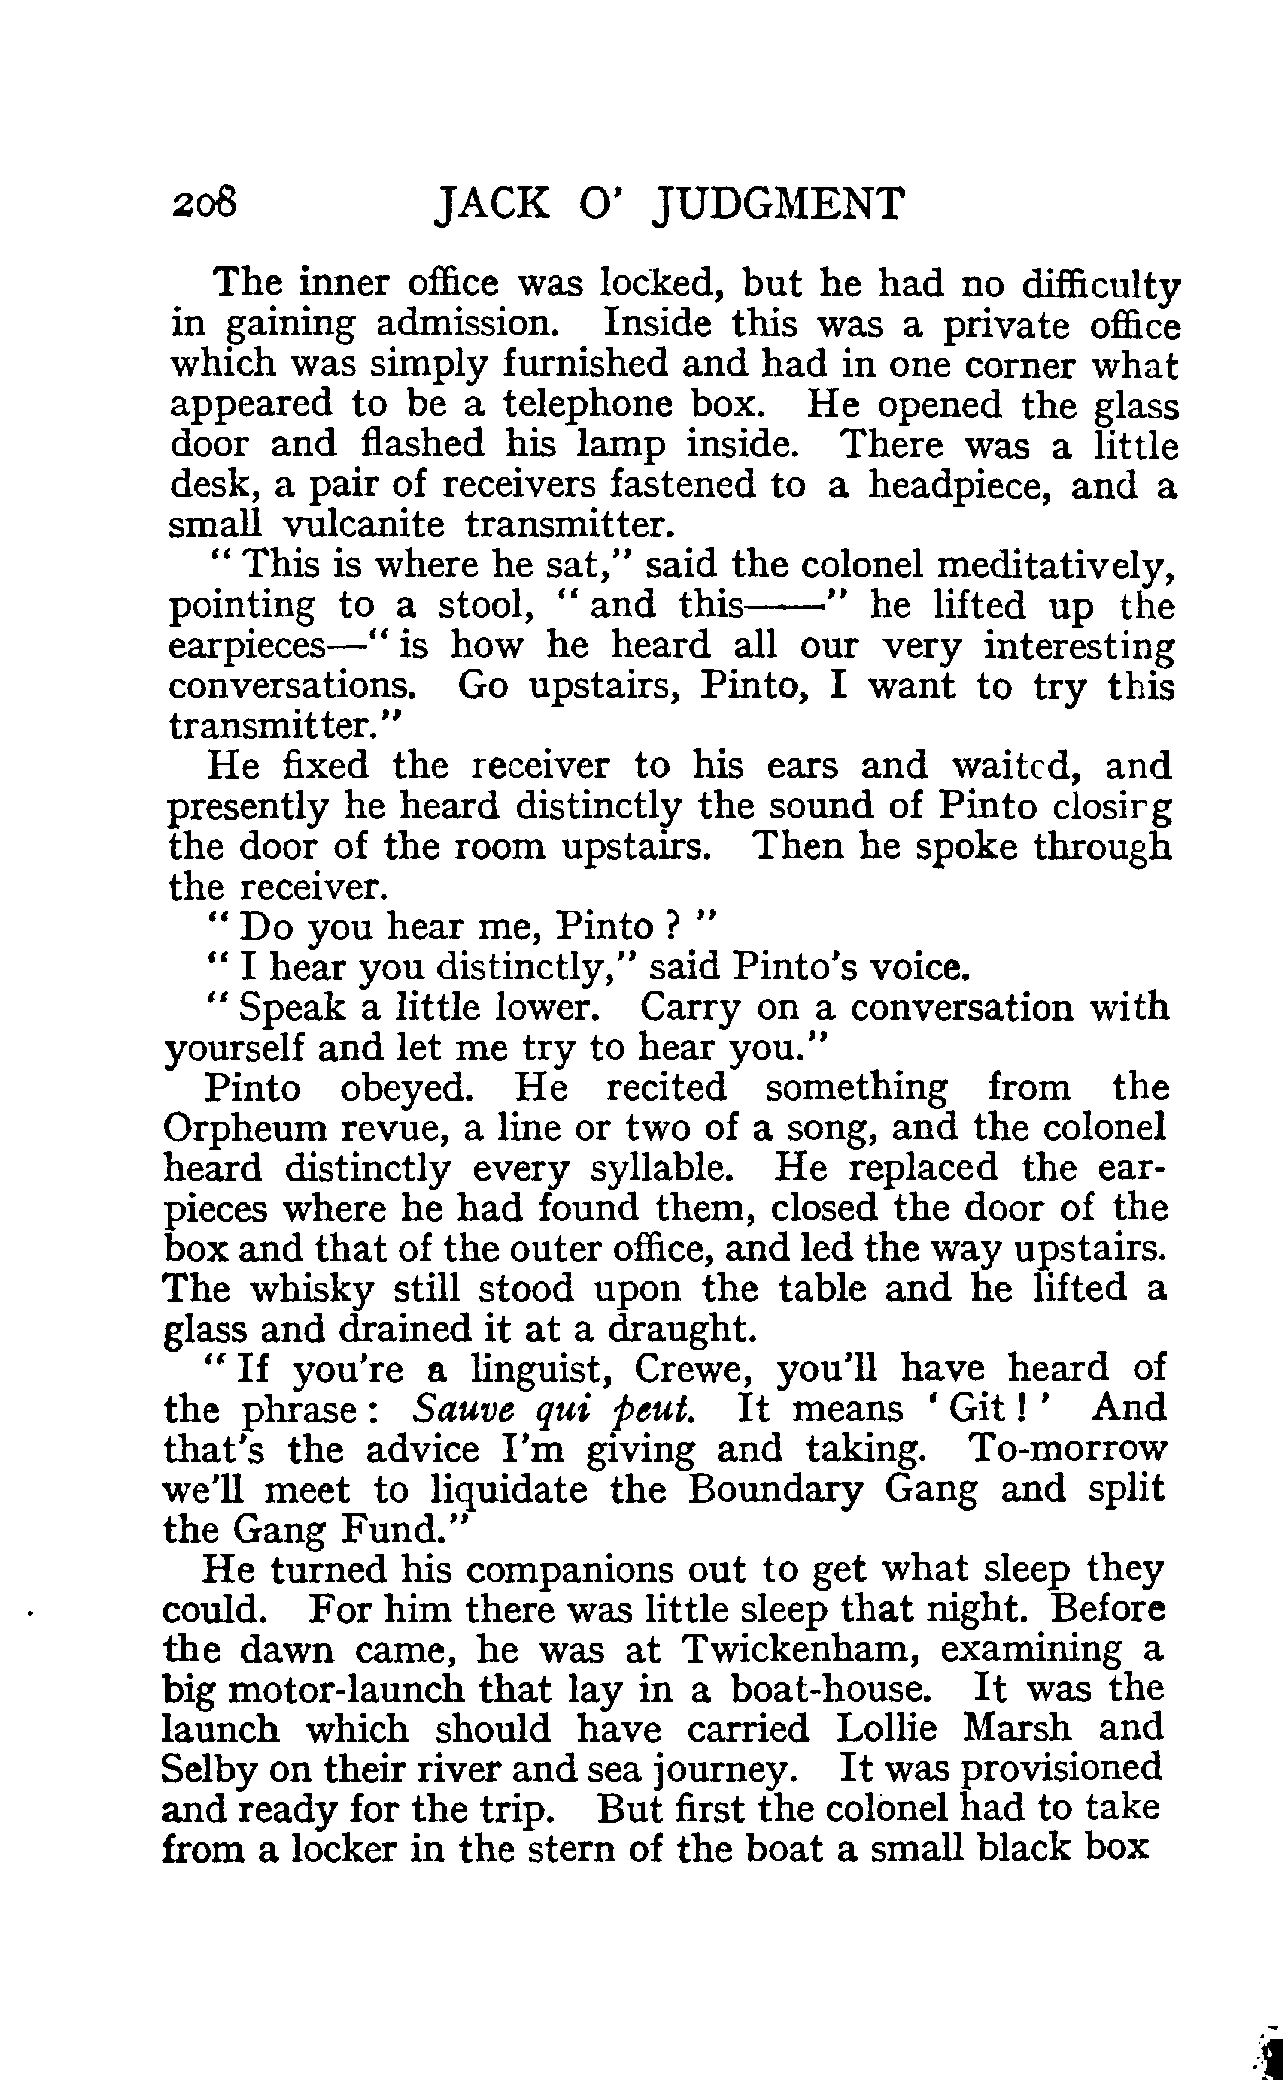 208 JACK O' JUDGMENT
The inner office was locked, but he had no difficulty
in gaining admission. Inside this was a private office
which was simply furnished and had in one corner what
appeared to be a telephone box. He opened the glass
door and flashed his lamp inside. There was a little
desk, a pair of receivers fastened to a headpiece, and a
small vulcanite transmitter.
" This is where he sat," said the colonel meditatively,
pointing to a stool, " and this——" he lifted up the
earpieces—" is how he heard all our very interesting
conversations. Go upstairs, Pinto, I want to try this
transmitter."
He fixed the receiver to his ears and waited, and
presently he heard distinctly the sound of Pinto closing
the door of the room upstairs. Then he spoke through
the receiver.
" Do you hear me, Pinto ? "
" I hear you distinctly," said Pinto's voice.
" Speak a little lower. Carry on a conversation with
yourself and let me try to hear you."
Pinto obeyed. He recited something from the
Orpheum revue, a line or two of a song, and the colonel
heard distinctly every syllable. He replaced the ear-
pieces where he had found them, closed the door of the
box and that of the outer office, and led the way upstairs.
The whisky still stood upon the table and he lifted a
glass and drained it at a draught.
" If you're a linguist, Crewe, you'll have heard of
the phrase : Sauve qui peut. It means ' Git ! ' And
that's the advice I'm giving and taking. To-morrow
we'll meet to liquidate the Boundary Gang and split
the Gang Fund."
He turned his companions out to get what sleep they
could. For him there was little sleep that night. Before
the dawn came, he was at Twickenham, examining a
big motor-launch that lay in a boat-house. It was the
launch which should have carried Lollie Marsh and
Selby on their river and sea journey. It was provisioned
and ready for the trip. But first the colonel had to take
from a locker in the stern of the boat a small black box